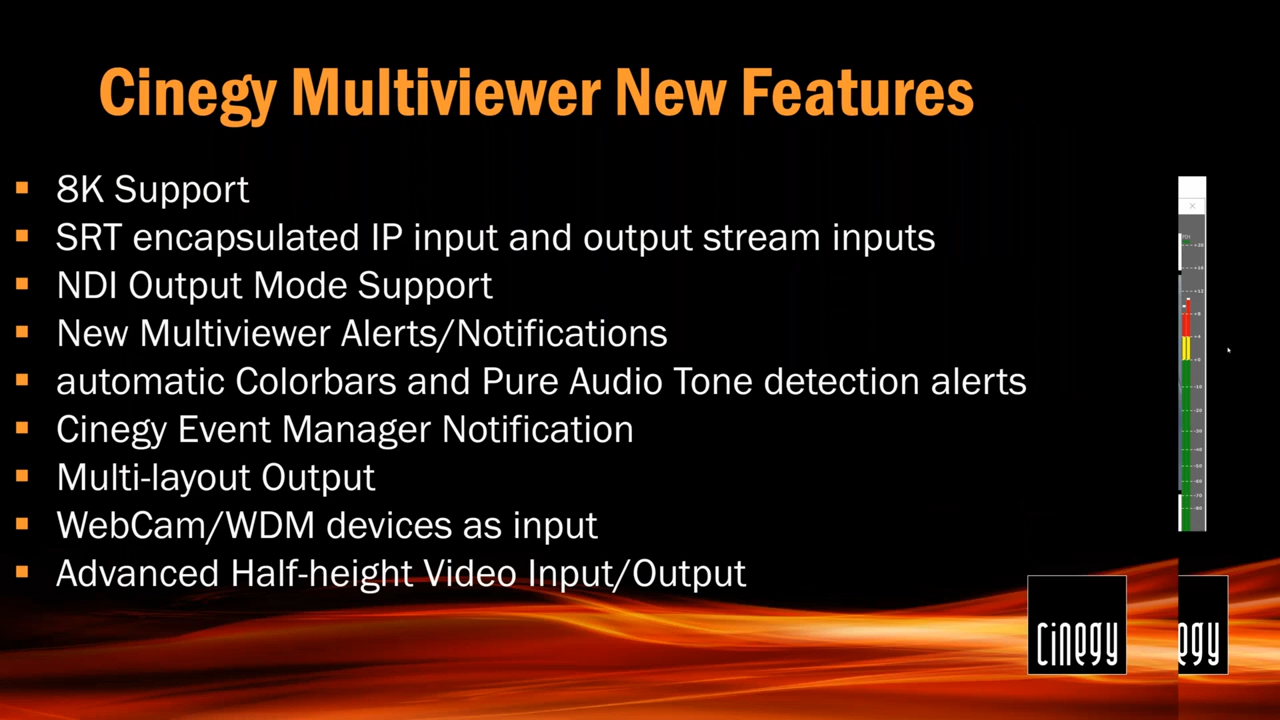 Cinegy Multiviewer New Features
8K Support
SRT encapsulated IP input and output stream inputs
NDI Output Mode Support
New Multiviewer Alerts/Notifications
automatic Colorbars and Pure Audio Tone detection alerts
Cinegy Event Manager Notification
Multi-layout Output
WebCam/WDM devices as input
Advanced Half-height Video Input/Output
cinegy
egy